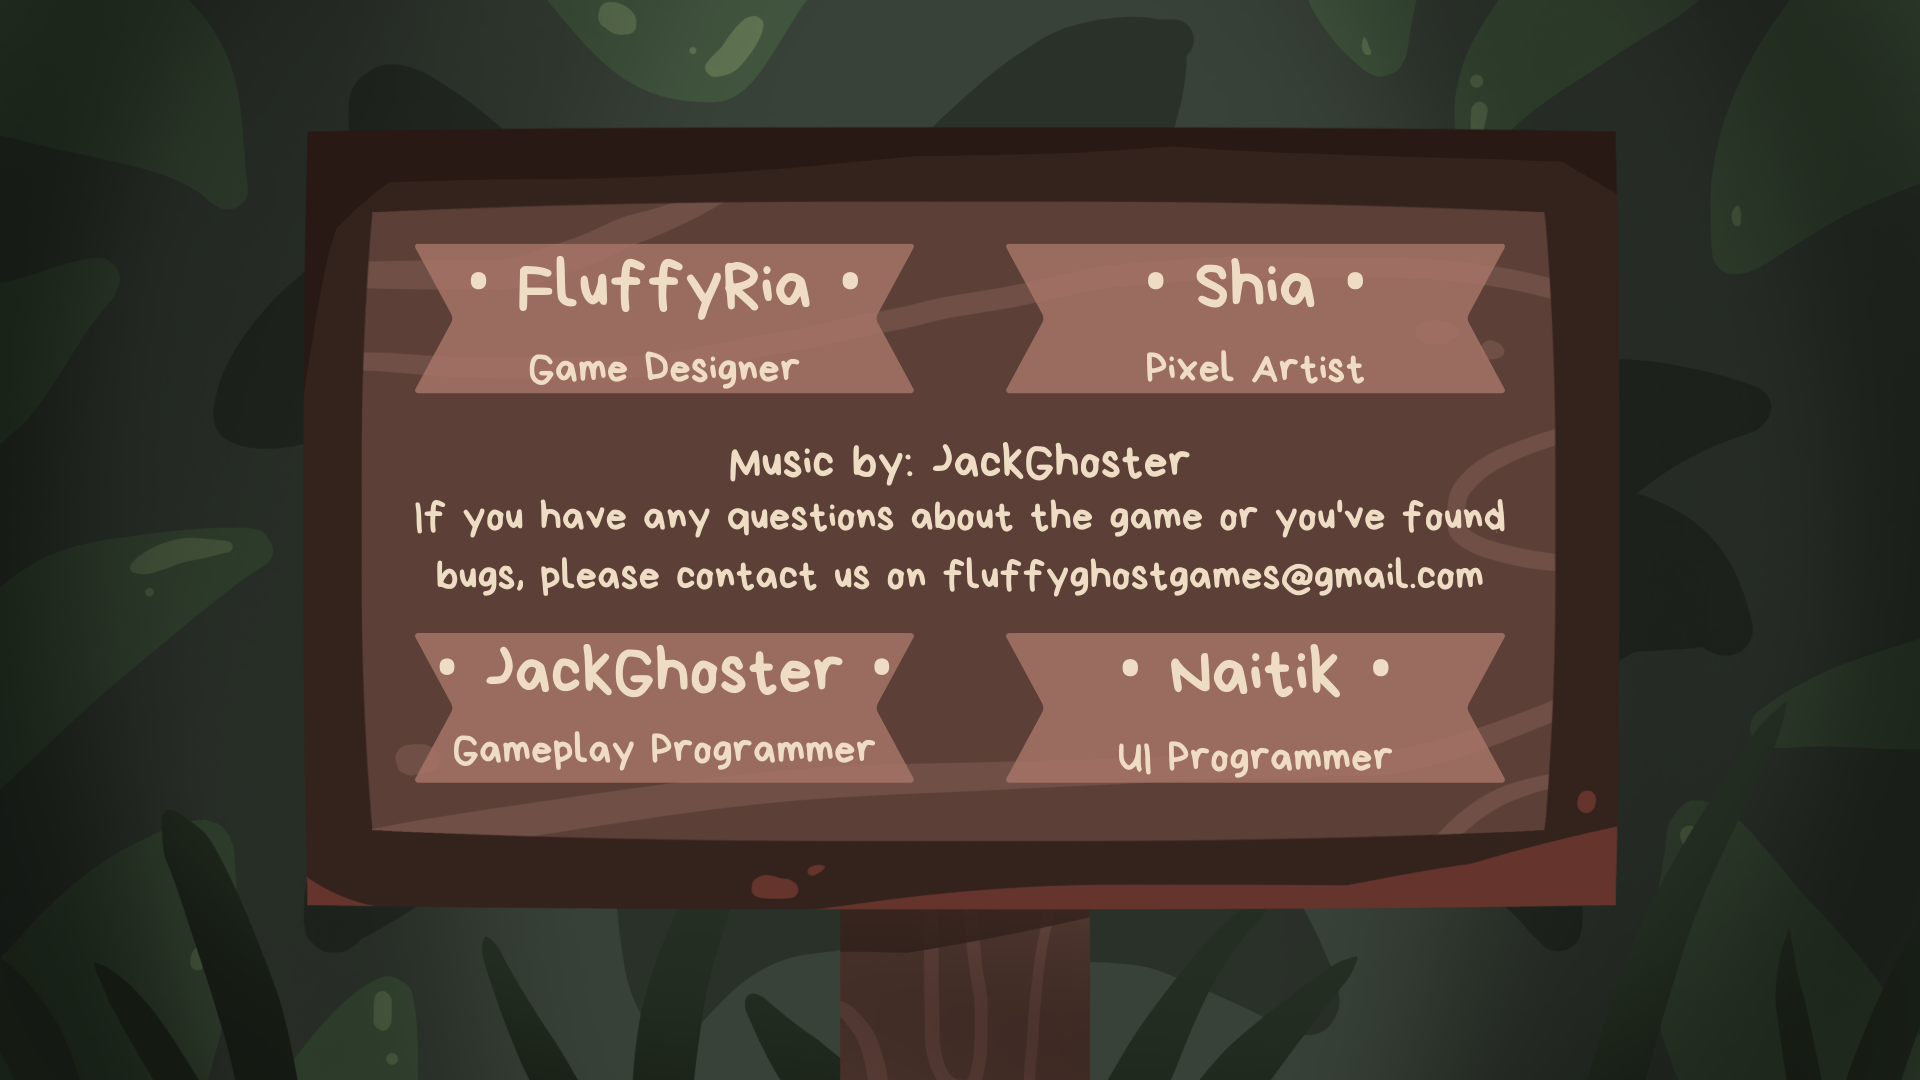 • FluffyRia •
Game Designer
• Shia •
Pixel Artist
Music by: JackGhoster
If you have any questions about the game or you've found
bugs, please contact us on fluffyghostgames@gmail.com
• JackGhoster •
Gameplay Programmer
• Naitik •
UI Programmer